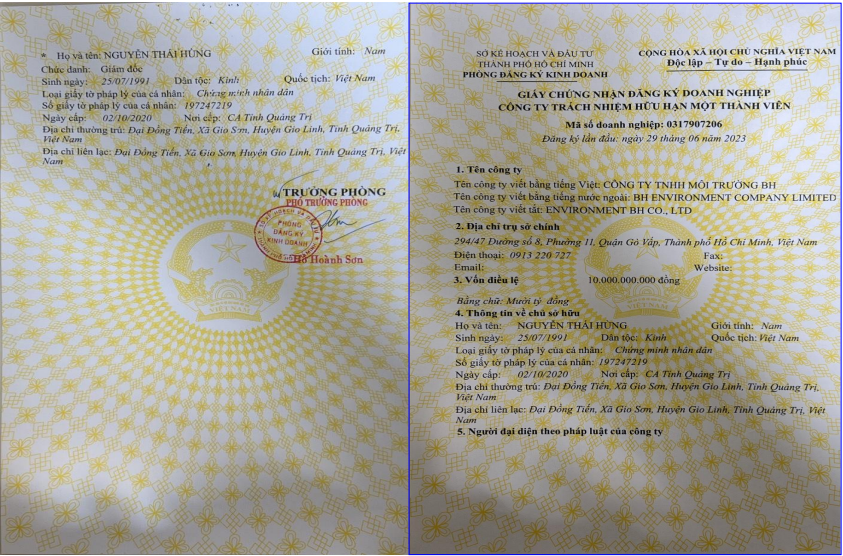 * Họ và tên: NGUYỄN THÁI HÙNG Giới tính: Nam
Chức danh: Giám đốc
Sinh ngày: 25/07/1991 Dân tộc: Kinh Quốc tịch: Việt Nam
Loại giấy tờ pháp lý của cá nhân: Chứng minh nhân dân
Số giấy tờ pháp lý của cá nhân: 197247219
Ngày cấp: 02/10/2020 Nơi cấp: CA Tỉnh Quảng Trị
Địa chỉ thường trú: Đại Đồng Tiến, Xã Gio Sơn, Huyện Gio Linh, Tỉnh Quảng Trị,
Việt Nam
Địa chỉ liên lạc: Đại Đồng Tiến, Xã Gio Sơn, Huyện Gio Linh, Tỉnh Quảng Trị, Việt
Nam
TRƯỞNG PHÒNG
PHÓ TRƯỞNG PHÒNG
PHÒNG
ĐĂNG KÝ
KINH DOANH
Hồ Hoành Sơn
VIỆT NAM
SỞ KẾ HOẠCH VÀ ĐẦU TƯ
THÀNH PHỐ HỒ CHÍ MINH
PHÒNG ĐĂNG KÝ KINH DOANH
CỘNG HÒA XÃ HỘI CHỦ NGHĨA VIỆT NAM
Độc lập – Tự do – Hạnh phúc
GIẤY CHỨNG NHẬN ĐĂNG KÝ DOANH NGHIỆP
CÔNG TY TRÁCH NHIỆM HỮU HẠN MỘT THÀNH VIÊN
Mã số doanh nghiệp: 0317907206
Đăng ký lần đầu: ngày 29 tháng 06 năm 2023
1. Tên công ty
Tên công ty viết bằng tiếng Việt: CÔNG TY TNHH MÔI TRƯỜNG BH
Tên công ty viết bằng tiếng nước ngoài: BH ENVIRONMENT COMPANY LIMITED
Tên công ty viết tắt: ENVIRONMENT BH CO., LTD
2. Địa chỉ trụ sở chính
294/47 Đường số 8, Phường 11, Quận Gò Vấp, Thành phố Hồ Chí Minh, Việt Nam
Điện thoại: 0913 220 727 Fax:
Email: Website:
3. Vốn điều lệ 10.000.000.000 đồng
Bằng chữ: Mười tỷ đồng
4. Thông tin về chủ sở hữu
Họ và tên: NGUYỄN THÁI HÙNG Giới tính: Nam
Sinh ngày: 25/07/1991 Dân tộc: Kinh Quốc tịch: Việt Nam
Loại giấy tờ pháp lý của cá nhân: Chứng minh nhân dân
Số giấy tờ pháp lý của cá nhân: 197247219
Ngày cấp: 02/10/2020 Nơi cấp: CA Tỉnh Quảng Trị
Địa chỉ thường trú: Đại Đồng Tiến, Xã Gio Sơn, Huyện Gio Linh, Tỉnh Quảng Trị,
Việt Nam
Địa chỉ liên lạc: Đại Đồng Tiến, Xã Gio Sơn, Huyện Gio Linh, Tỉnh Quảng Trị, Việt
Nam
5. Người đại diện theo pháp luật của công ty